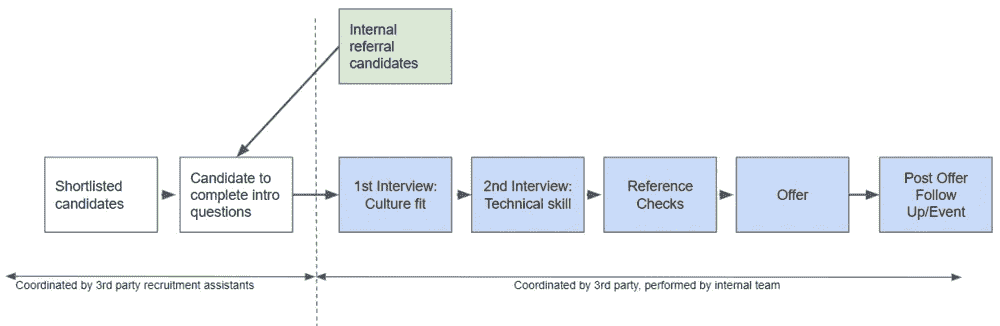 Internal
referral
candidates
Shortlisted
candidates
Candidate to
complete intro
questions
1st Interview:
Culture fit
2nd Interview:
Technical skill
Reference
Checks
Offer
Post Offer
Follow
Up/Event
Coordinated by 3rd party recruitment assistants
Coordinated by 3rd party, performed by internal team